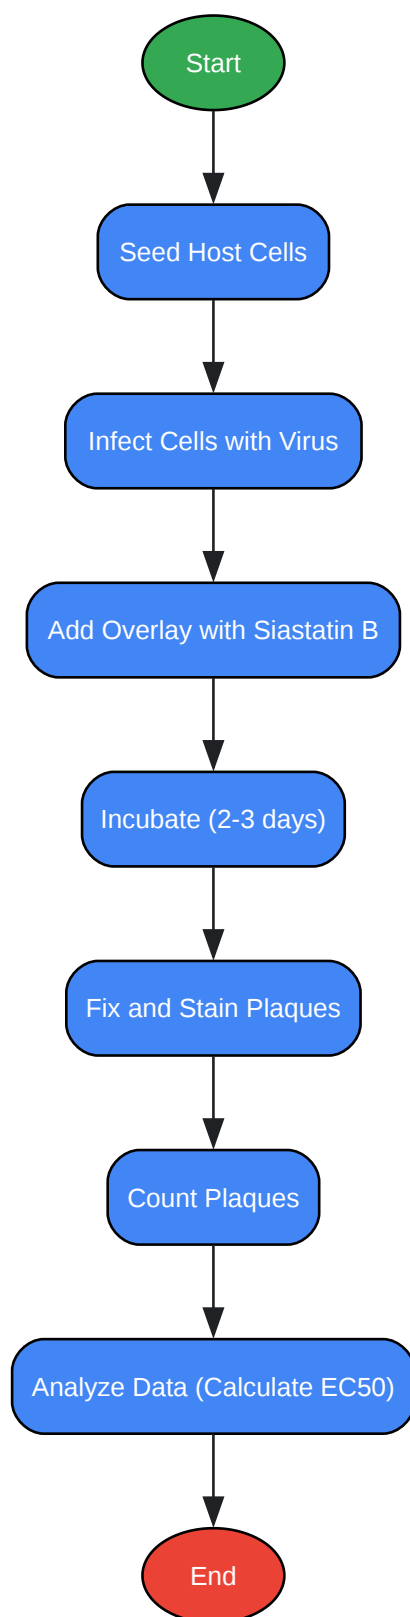 Start
Seed Host Cells
Infect Cells with Virus
Add Overlay with Siastatin B
Incubate (2-3 days)
Fix and Stain Plaques
Count Plaques
Analyze Data (Calculate EC50)
End